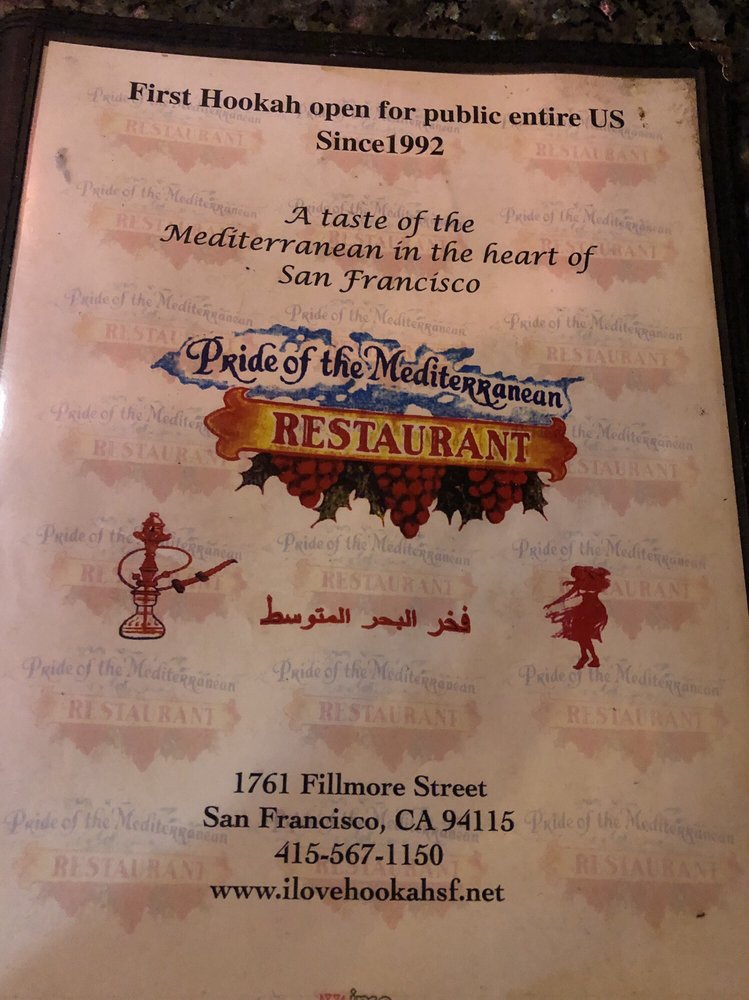 First Hookah open for public entire US
Since1992
A taste of the
Mediterranean in the heart of
San Francisco
Pride of the Mediterranean
RESTAURANT
فخر البحر المتوسط
1761 Fillmore Street
San Francisco, CA 94115
415-567-1150
www.ilovehookahsf.net